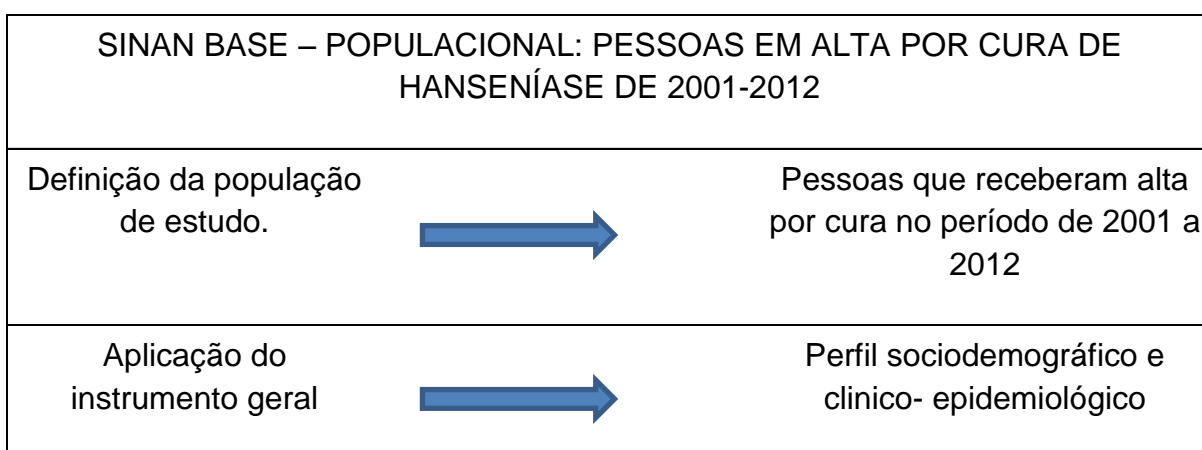 SINAN BASE – POPULACIONAL: PESSOAS EM ALTA POR CURA DE
HANSENÍASE DE 2001-2012
Definição da população
de estudo.
Pessoas que receberam alta
por cura no período de 2001 a
2012
Aplicação do
instrumento geral
Perfil sociodemográfico e
clinico- epidemiológico